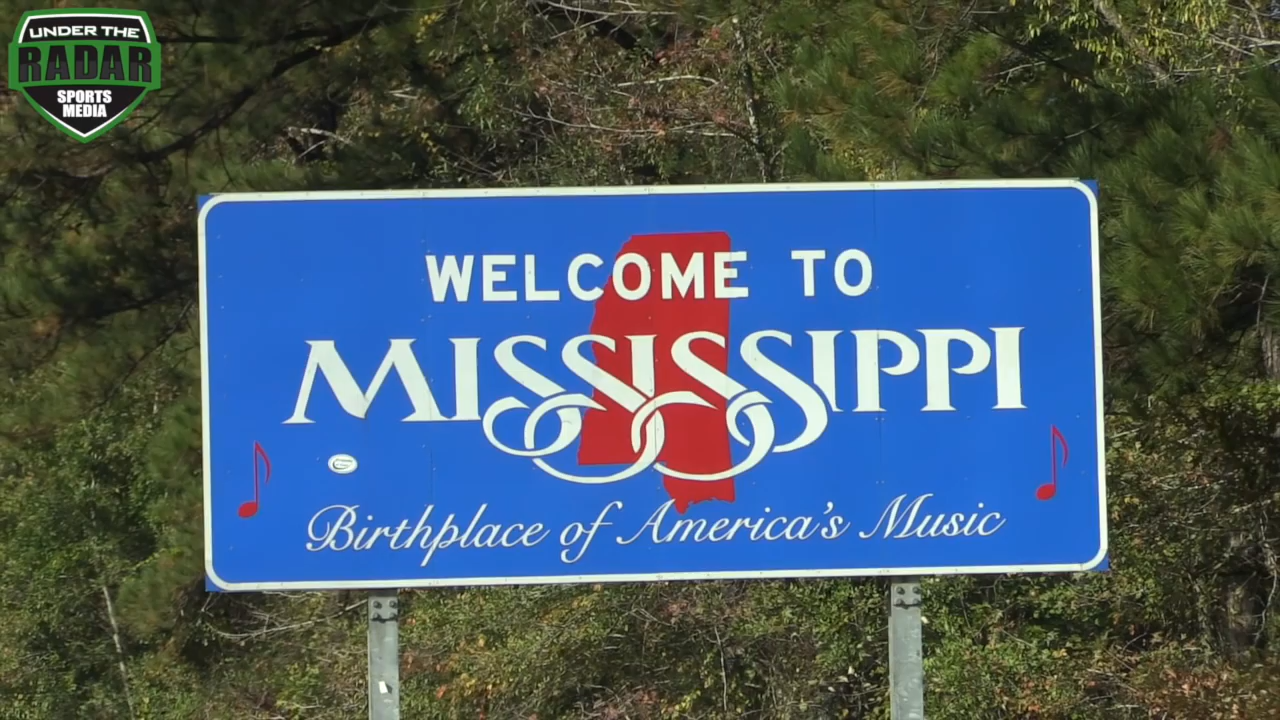 UNDER THE
RADAR
SPORTS
MEDIA
WELCOME TO
MISSISSIPPI
Birthplace of America's Music